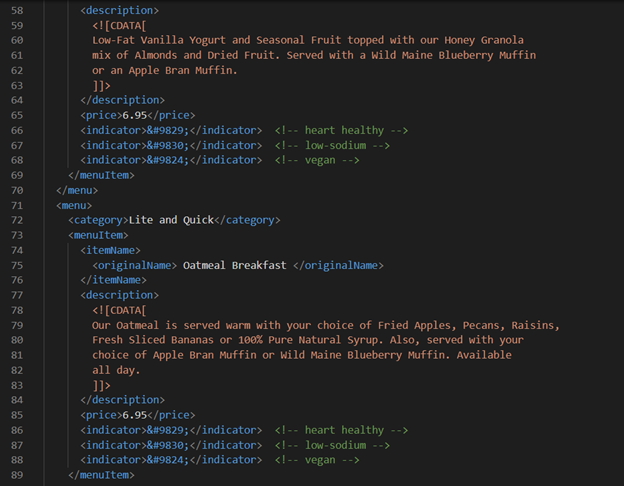 58 <description>
59 <![CDATA[
60 Low-Fat Vanilla Yogurt and Seasonal Fruit topped with our Honey Granola
61 mix of Almonds and Dried Fruit. Served with a Wild Maine Blueberry Muffin
62 or an Apple Bran Muffin.
63 ]]>
64 </description>
65 <price>6.95</price>
66 <indicator>&#9829;</indicator> <!-- heart healthy -->
67 <indicator>&#9830;</indicator> <!-- low-sodium -->
68 <indicator>&#9824;</indicator> <!-- vegan -->
69 </menuItem>
70 </menu>
71 <menu>
72 <category>Lite and Quick</category>
73 <menuItem>
74 <itemName>
75 <originalName> Oatmeal Breakfast </originalName>
76 </itemName>
77 <description>
78 <![CDATA[
79 Our Oatmeal is served warm with your choice of Fried Apples, Pecans, Raisins,
80 Fresh Sliced Bananas or 100% Pure Natural Syrup. Also, served with your
81 choice of Apple Bran Muffin or Wild Maine Blueberry Muffin. Available
82 all day.
83 ]]>
84 </description>
85 <price>6.95</price>
86 <indicator>&#9829;</indicator> <!-- heart healthy -->
87 <indicator>&#9830;</indicator> <!-- low-sodium -->
88 <indicator>&#9824;</indicator> <!-- vegan -->
89 </menuItem>